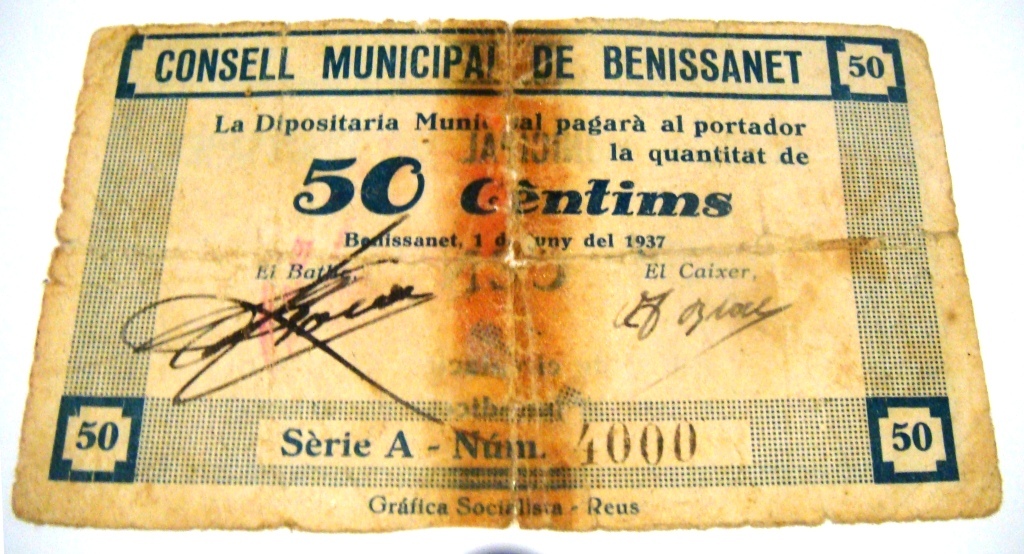 CONSELL MUNICIPAL DE BENISSANET 50
La Dipositaria Municipal pagarà al portador
la quantitat de
50 Cèntims
Benissanet, 1 de juny del 1937
El Batlle, El Caixer,
50 Sèrie A - Núm. 4000 50
Gráfica Socialista - Reus